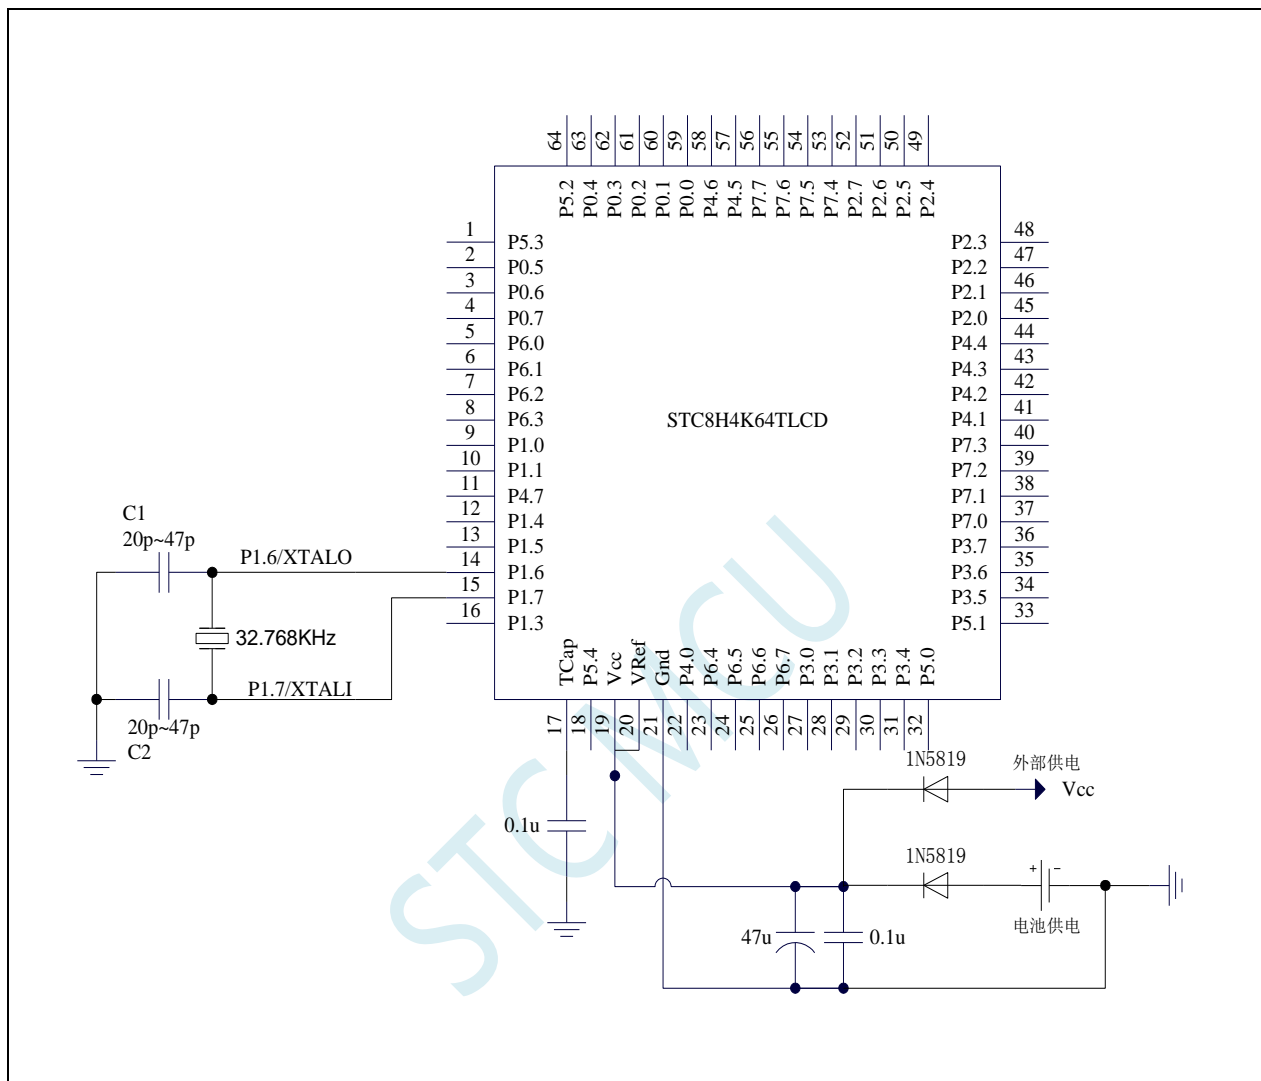 64 63 62 61 60 59 58 57 56 55 54 53 52 51 50 49
P5.2 P0.4 P0.3 P0.2 P0.1 P0.0 P4.6 P4.5 P7.7 P7.6 P7.5 P7.4 P2.7 P2.6 P2.5 P2.4
1 P5.3
2 P0.5
3 P0.6
4 P0.7
5 P6.0
6 P6.1
7 P6.2
8 P6.3
9 P1.0
10 P1.1
11 P4.7
12 P1.4
13 P1.5
14 P1.6
15 P1.7
16 P1.3
STC8H4K64TLCD
P2.3 48
P2.2 47
P2.1 46
P2.0 45
P4.4 44
P4.3 43
P4.2 42
P4.1 41
P7.3 40
P7.2 39
P7.1 38
P7.0 37
P3.7 36
P3.6 35
P3.5 34
P5.1 33
C1
20p~47p
P1.6/XTALO
32.768KHz
P1.7/XTALI
20p~47p
C2
TCap P5.4 Vcc VRef Gnd P4.0 P6.4 P6.5 P6.6 P6.7 P3.0 P3.1 P3.2 P3.3 P3.4 P5.0
17 18 19 20 21 22 23 24 25 26 27 28 29 30 31 32
0.1u
1N5819
外部供电
Vcc
1N5819
+ -
电池供电
47u
0.1u
STC MCU